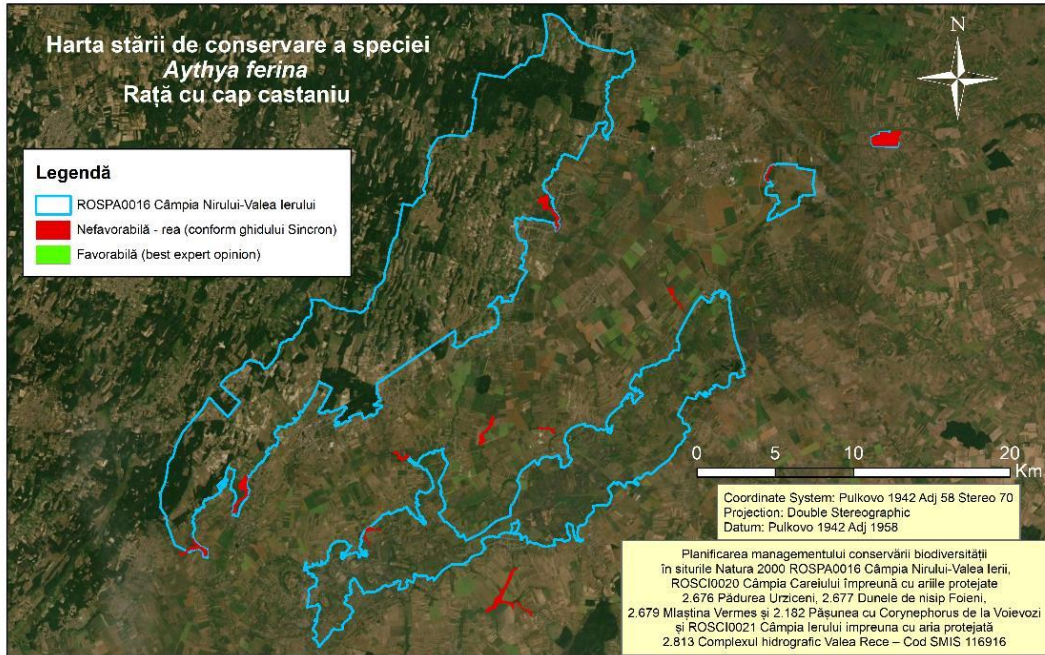 Harta stării de conservare a speciei
Aythya ferina
Rață cu cap castaniu
N
Legendă
ROSPA0016 Câmpia Nirului-Valea Ierului
Nefavorabilă - rea (conform ghidului Sincron)
Favorabilă (best expert opinion)
0 5 10 20
Km
Coordinate System: Pulkovo 1942 Adj 58 Stereo 70
Projection: Double Stereographic
Datum: Pulkovo 1942 Adj 1958
Planificarea managementului conservării biodiversității
în siturile Natura 2000 ROSPA0016 Câmpia Nirului-Valea Ierii,
ROSCI0020 Câmpia Careiului împreună cu ariile protejate
2.676 Pădurea Urziceni, 2.677 Dunele de nisip Foieni,
2.679 Mlaștina Vermes și 2.182 Pășunea cu Corynephorus de la Voievozi
și ROSCI0021 Câmpia Ierului impreuna cu aria protejată
2.813 Complexul hidrografic Valea Rece – Cod SMIS 116916